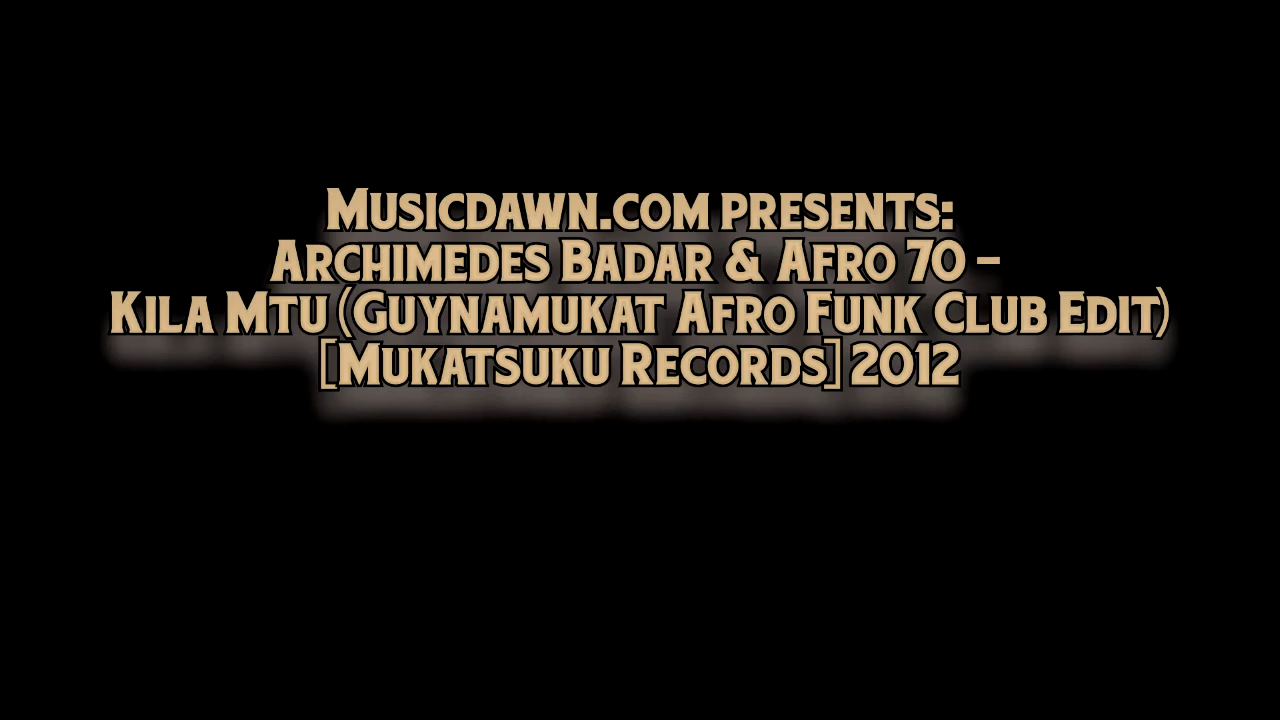 Musicdawn.com presents:
Archimedes Badar & Afro 70 -
Kila Mtu (Guynamukat Afro Funk Club Edit)
[Mukatsuku Records] 2012